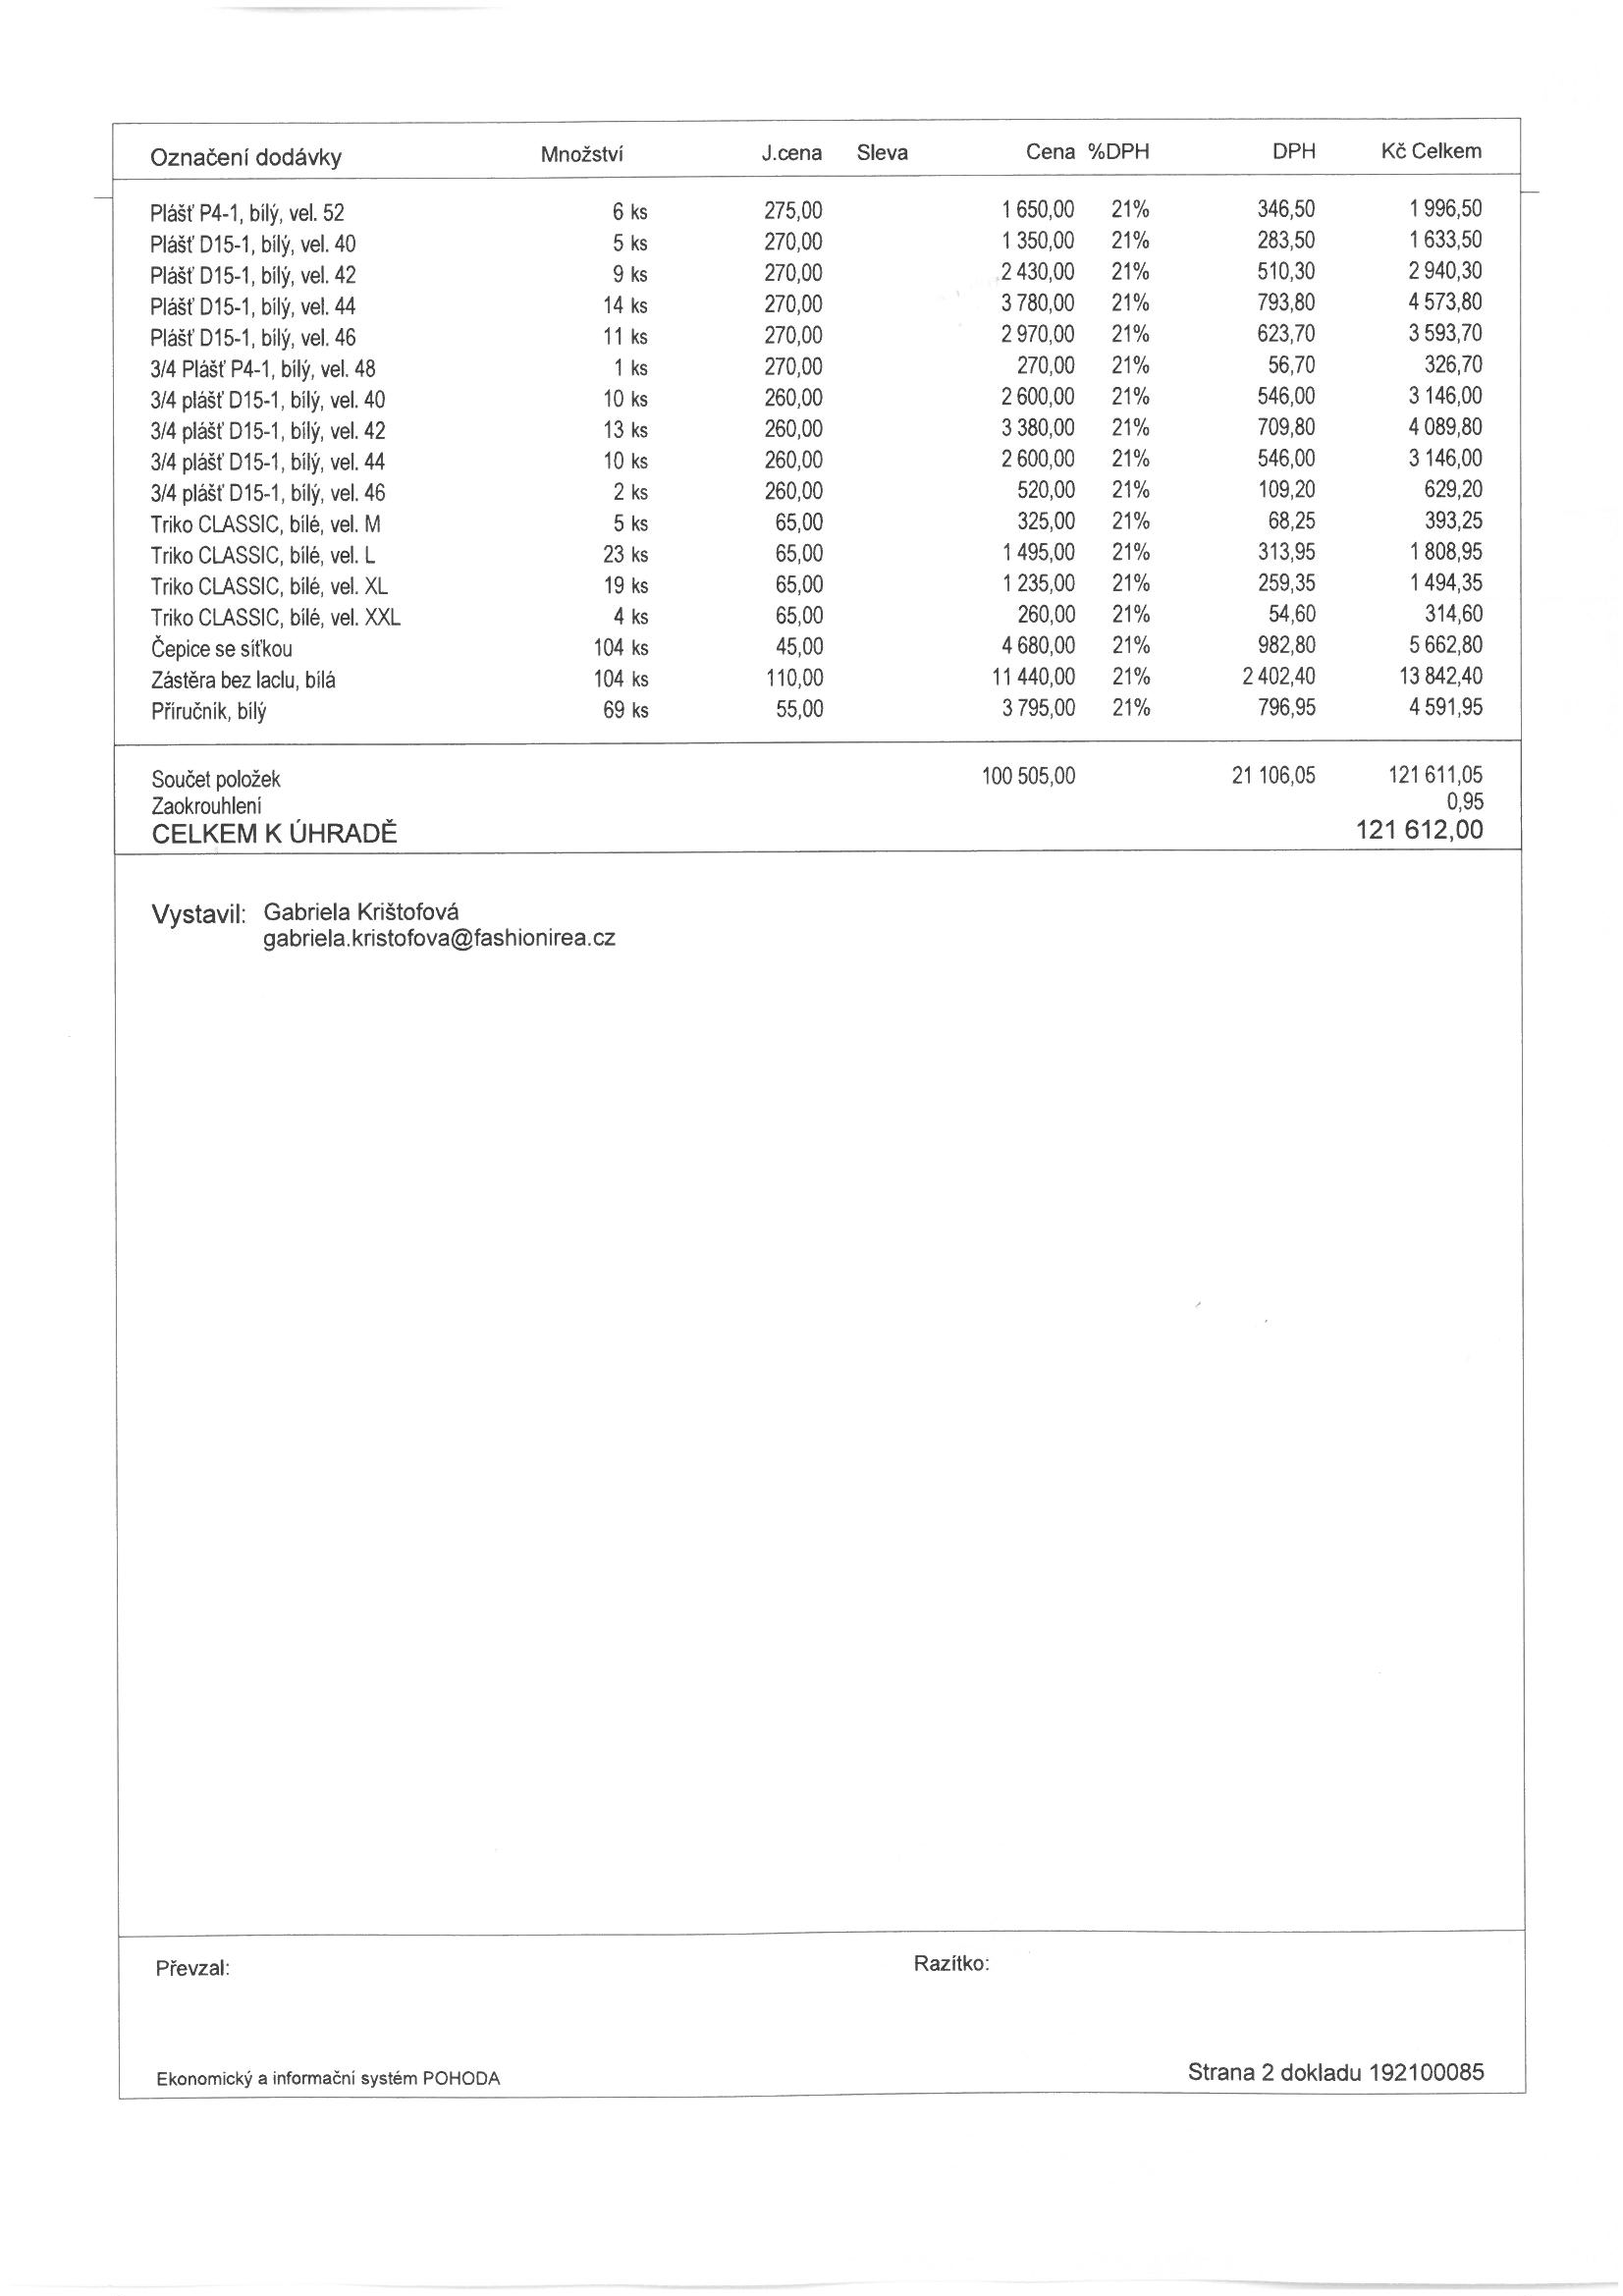 Označení dodávky Množství J.cena Sleva Cena %DPH DPH Kč Celkem
Plášť P4-1, bílý, vel. 52 6 ks 275,00 1 650,00 21% 346,50 1 996,50
Plášť D15-1, bílý, vel. 40 5 ks 270,00 1 350,00 21% 283,50 1 633,50
Plášť D15-1, bílý, vel. 42 9 ks 270,00 2 430,00 21% 510,30 2 940,30
Plášť D15-1, bílý, vel. 44 14 ks 270,00 3 780,00 21% 793,80 4 573,80
Plášť D15-1, bílý, vel. 46 11 ks 270,00 2 970,00 21% 623,70 3 593,70
3/4 Plášť P4-1, bílý, vel. 48 1 ks 270,00 270,00 21% 56,70 326,70
3/4 plášť D15-1, bílý, vel. 40 10 ks 260,00 2 600,00 21% 546,00 3 146,00
3/4 plášť D15-1, bílý, vel. 42 13 ks 260,00 3 380,00 21% 709,80 4 089,80
3/4 plášť D15-1, bílý, vel. 44 10 ks 260,00 2 600,00 21% 546,00 3 146,00
3/4 plášť D15-1, bílý, vel. 46 2 ks 260,00 520,00 21% 109,20 629,20
Triko CLASSIC, bílé, vel. M 5 ks 65,00 325,00 21% 68,25 393,25
Triko CLASSIC, bílé, vel. L 23 ks 65,00 1 495,00 21% 313,95 1 808,95
Triko CLASSIC, bílé, vel. XL 19 ks 65,00 1 235,00 21% 259,35 1 494,35
Triko CLASSIC, bílé, vel. XXL 4 ks 65,00 260,00 21% 54,60 314,60
Čepice se síťkou 104 ks 45,00 4 680,00 21% 982,80 5 662,80
Zástěra bez laclu, bílá 104 ks 110,00 11 440,00 21% 2 402,40 13 842,40
Příručník, bílý 69 ks 55,00 3 795,00 21% 796,95 4 591,95
Součet položek 100 505,00 21 106,05 121 611,05
Zaokrouhlení 0,95
CELKEM K ÚHRADĚ 121 612,00
Vystavil: Gabriela Krištofová
gabriela.kristofova@fashionirea.cz
Převzal: Razítko:
Ekonomický a informační systém POHODA Strana 2 dokladu 192100085